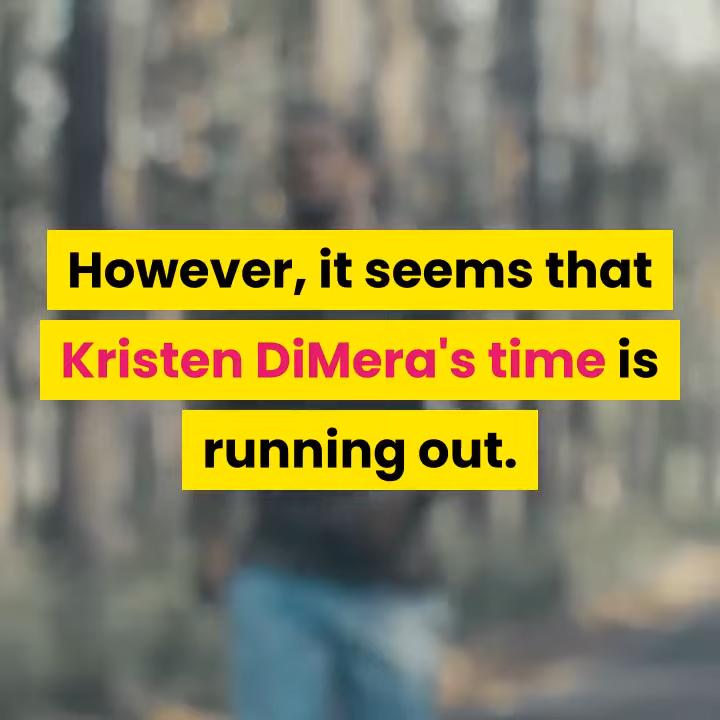 However, it seems that
Kristen DiMera's time is
running out.